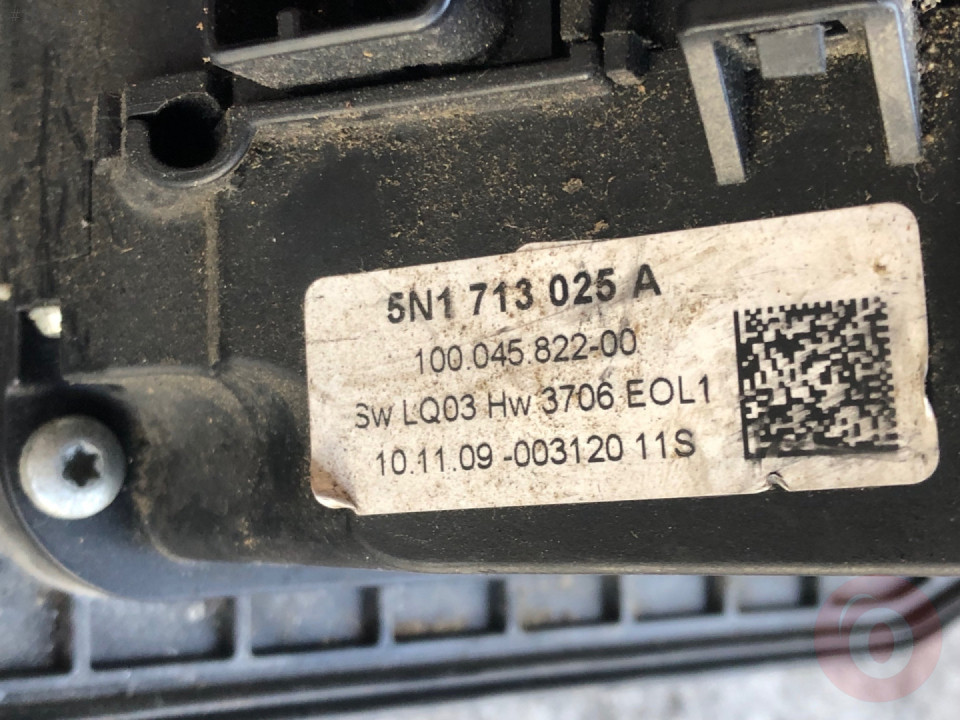 5N1 713 025 A
100.045.822-00
Sw LQ03 Hw 3706 EOL1
10.11.09 -003120 11S